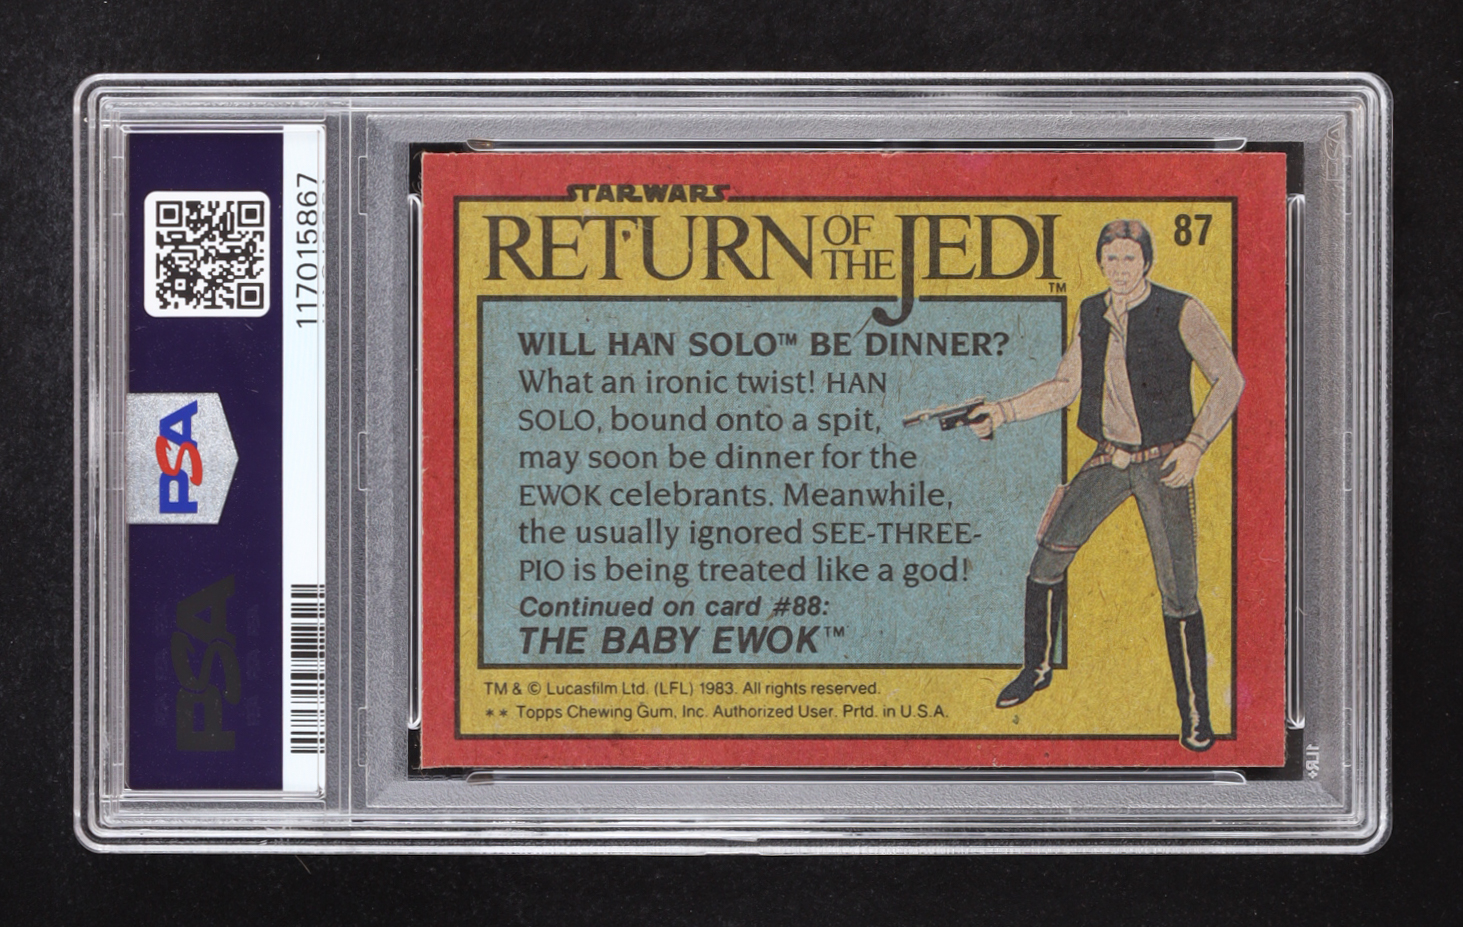 117015867
PSA
PSA
STAR WARS
RETURN OF THE JEDI™
87
WILL HAN SOLO™ BE DINNER?
What an ironic twist! HAN
SOLO, bound onto a spit,
may soon be dinner for the
EWOK celebrants. Meanwhile,
the usually ignored SEE-THREE-
PIO is being treated like a god!
Continued on card #88:
THE BABY EWOK™
TM & © Lucasfilm Ltd. (LFL) 1983. All rights reserved.
** Topps Chewing Gum, Inc. Authorized User. Prtd. in U.S.A.